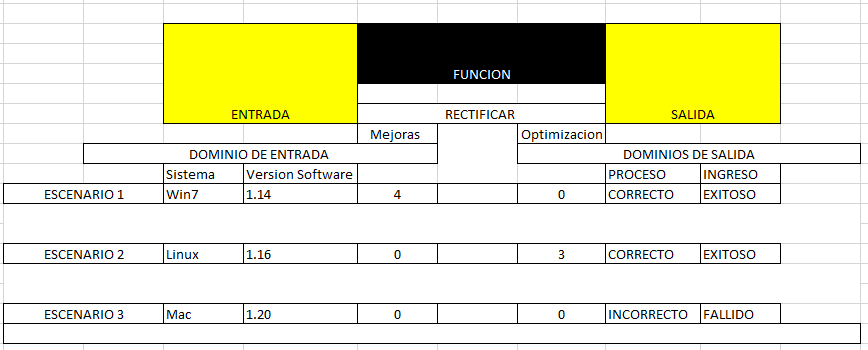 FUNCION
ENTRADA RECTIFICAR SALIDA
Mejoras Optimizacion
DOMINIO DE ENTRADA DOMINIOS DE SALIDA
Sistema Version Software PROCESO INGRESO
ESCENARIO 1 Win7 1.14 4 0 CORRECTO EXITOSO
ESCENARIO 2 Linux 1.16 0 3 CORRECTO EXITOSO
ESCENARIO 3 Mac 1.20 0 0 INCORRECTO FALLIDO